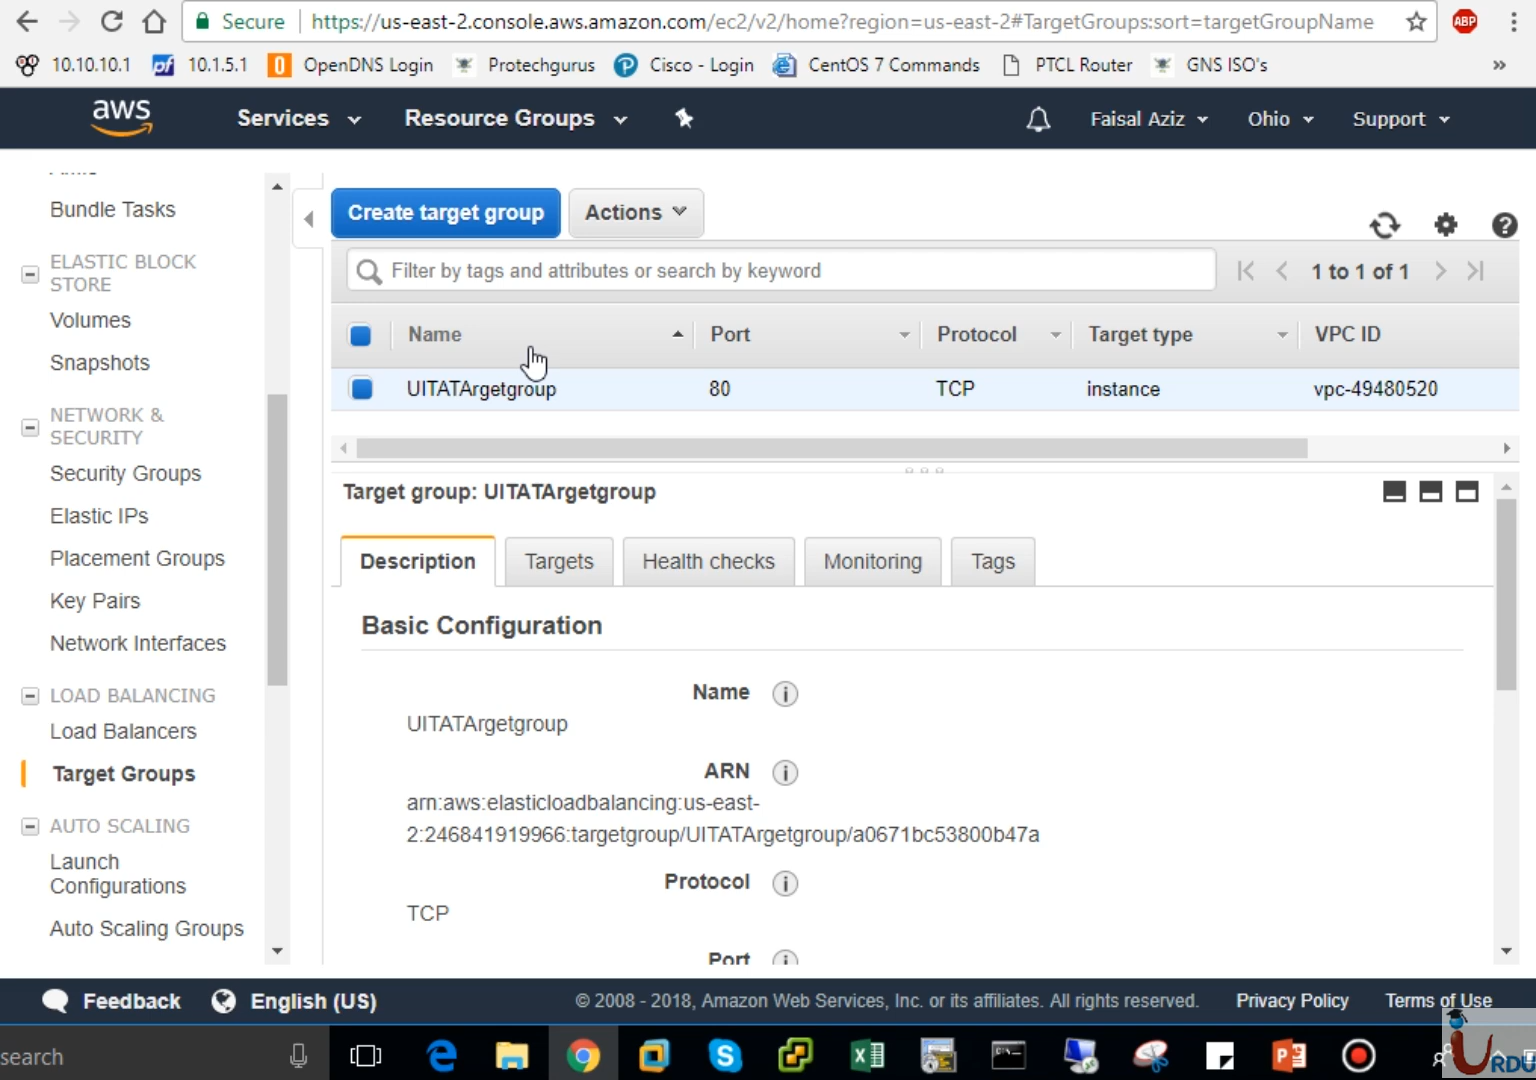 Secure https://us-east-2.console.aws.amazon.com/ec2/v2/home?region=us-east-2#TargetGroups:sort=targetGroupName ABP
10.10.10.1 pf 10.1.5.1 OpenDNS Login Protechgurus Cisco - Login CentOS 7 Commands PTCL Router GNS ISO's »
aws Services Resource Groups Faisal Aziz Ohio Support
Bundle Tasks
ELASTIC BLOCK
STORE
Volumes
Snapshots
NETWORK &
SECURITY
Security Groups
Elastic IPs
Placement Groups
Key Pairs
Network Interfaces
LOAD BALANCING
Load Balancers
Target Groups
AUTO SCALING
Launch
Configurations
Auto Scaling Groups
Create target group Actions
Filter by tags and attributes or search by keyword 1 to 1 of 1
Name Port Protocol Target type VPC ID
UITATArgetgroup 80 TCP instance vpc-49480520
Target group: UITATArgetgroup
Description Targets Health checks Monitoring Tags
Basic Configuration
Name
UITATArgetgroup
ARN
arn:aws:elasticloadbalancing:us-east-
2:246841919966:targetgroup/UITATArgetgroup/a0671bc53800b47a
Protocol
TCP
Port
Feedback English (US) © 2008 - 2018, Amazon Web Services, Inc. or its affiliates. All rights reserved. Privacy Policy Terms of Use
search
URDU